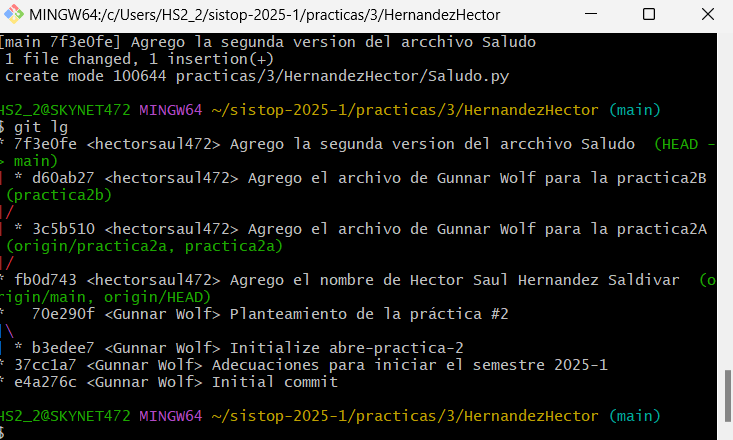 MINGW64:/c/Users/HS2_2/sistop-2025-1/practicas/3/HernandezHector
[main 7f3e0fe] Agrego la segunda version del arcchivo Saludo
 1 file changed, 1 insertion(+)
 create mode 100644 practicas/3/HernandezHector/Saludo.py
HS2_2@SKYNET472 MINGW64 ~/sistop-2025-1/practicas/3/HernandezHector (main)
$ git lg
* 7f3e0fe <hectorsaul472> Agrego la segunda version del arcchivo Saludo  (HEAD -
> main)
| * d60ab27 <hectorsaul472> Agrego el archivo de Gunnar Wolf para la practica2B
 (practica2b)
|/
| * 3c5b510 <hectorsaul472> Agrego el archivo de Gunnar Wolf para la practica2A
 (origin/practica2a, practica2a)
|/
* fb0d743 <hectorsaul472> Agrego el nombre de Hector Saul Hernandez Saldivar  (o
rigin/main, origin/HEAD)
*   70e290f <Gunnar Wolf> Planteamiento de la práctica #2
|\
| * b3edee7 <Gunnar Wolf> Initialize abre-practica-2
* 37cc1a7 <Gunnar Wolf> Adecuaciones para iniciar el semestre 2025-1
* e4a276c <Gunnar Wolf> Initial commit
HS2_2@SKYNET472 MINGW64 ~/sistop-2025-1/practicas/3/HernandezHector (main)
$